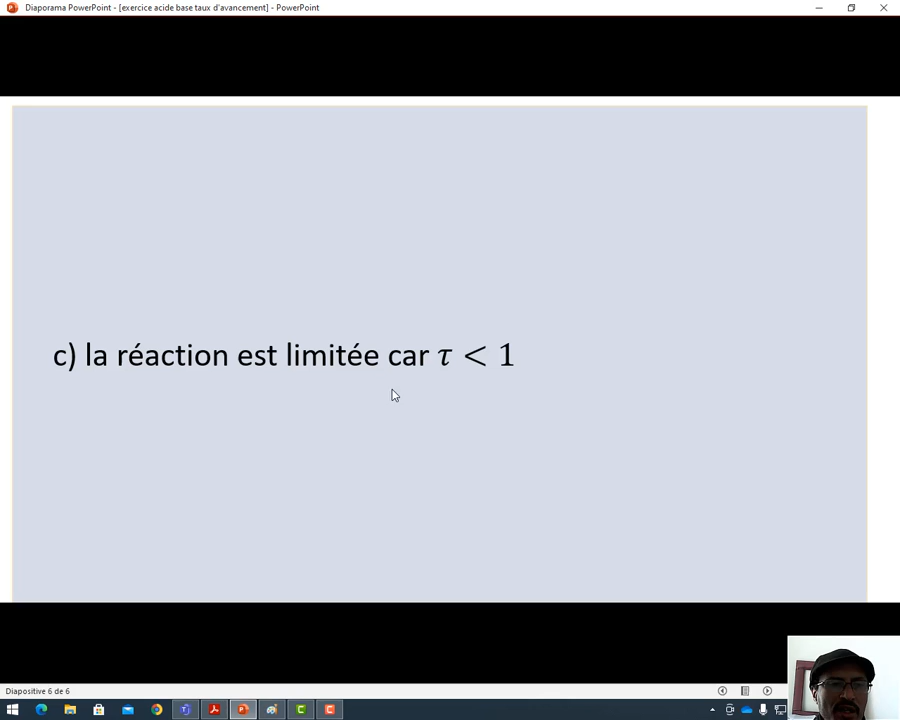 Diaporama PowerPoint - [exercice acide base taux d'avancement] - PowerPoint
c) la réaction est limitée car 𝜏 < 1
Diapositive 6 de 6